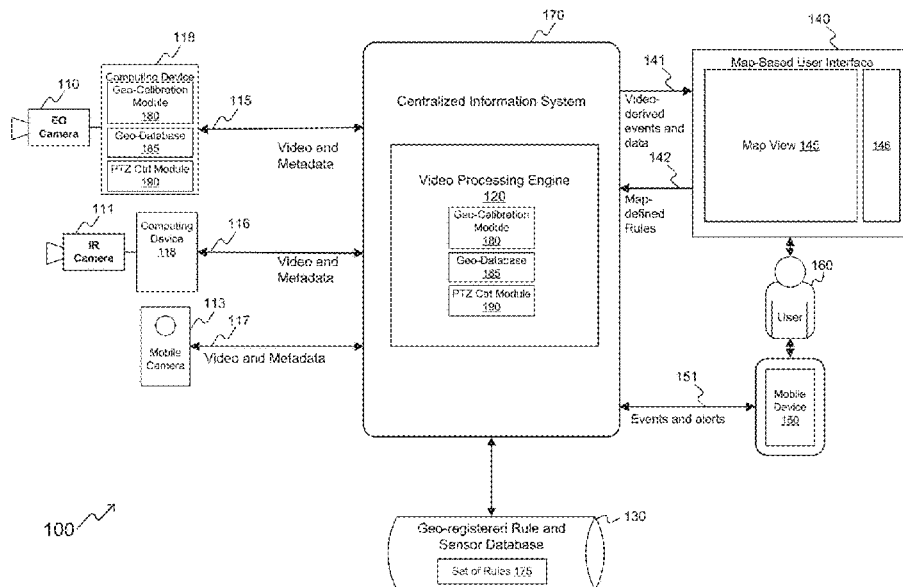 118
110
Computing Device
Geo-Calibration
Module
180
EO
Camera
Geo-Database
185
PTZ Ctrl Module
115
Video and
Metadata
111
IR
Camera
Computing
Device
118
116
Video and
Metadata
113
117
Mobile
Camera
Video and Metadata
170
Centralized Information System
Video Processing Engine
120
Geo-Calibration
Module
180
Geo-Database
185
PTZ Ctrl Module
190
140
Map-Based User Interface
141
Video-derived
events and
data
142
Map-
defined
Rules
Map View 145
146
160
User
151
Events and alerts
Mobile
Device
150
100
130
Geo-registered Rule and
Sensor Database
Set of Rules 175